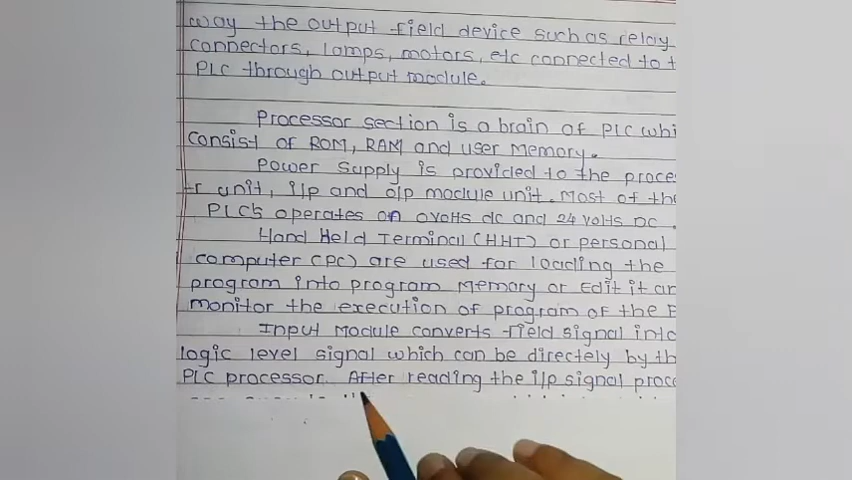 way the output field device such as relay
connectors, lamps, motors, etc connected to t
PLC through output module.
Processor section is a brain of PLC whi
consist of ROM, RAM and user Memory.
Power Supply is provided to the proce
r unit, i/p and o/p module unit. Most of the
PLC's operates on 0volts dc and 24 volts DC.
Hand Held Terminal (HHT) or personal
computer (PC) are used for loading the
program into program Memory or Edit it an
monitor the execution of program of the P
Input Module converts field signal into
logic level signal which can be directely by th
PLC processor. After reading the i/p signal proce